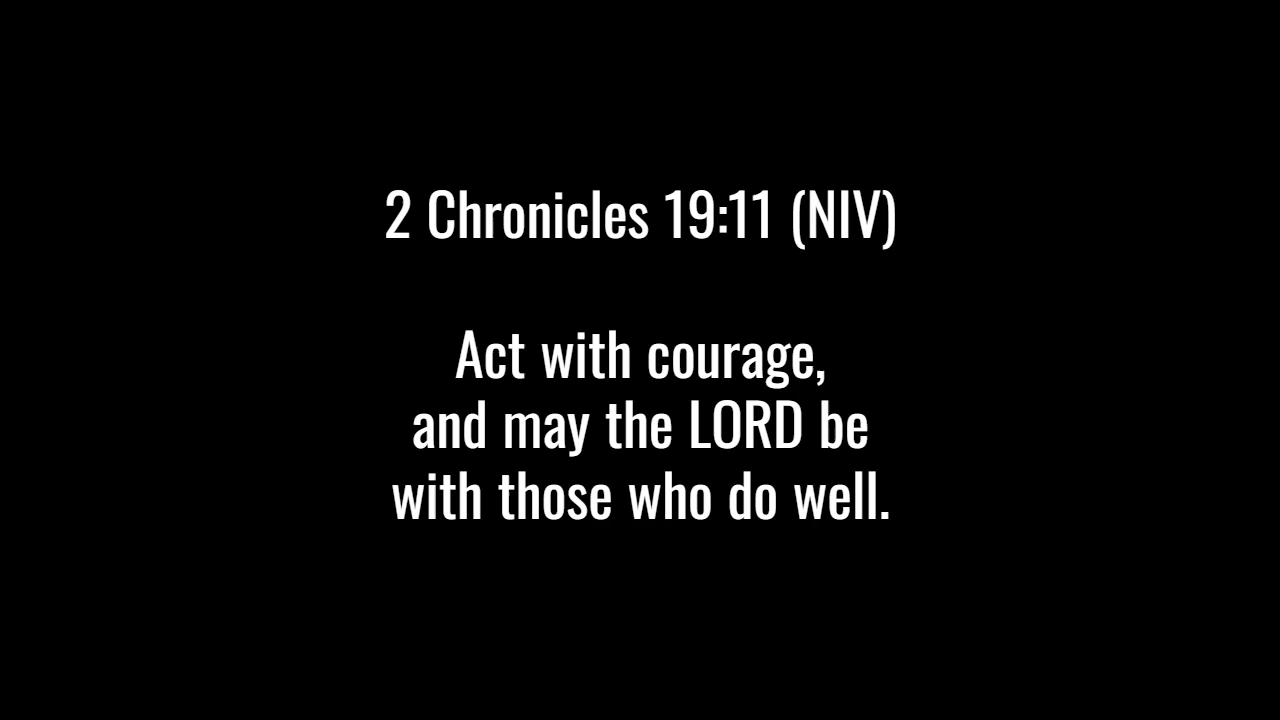 2 Chronicles 19:11 (NIV)
Act with courage,
and may the LORD be
with those who do well.